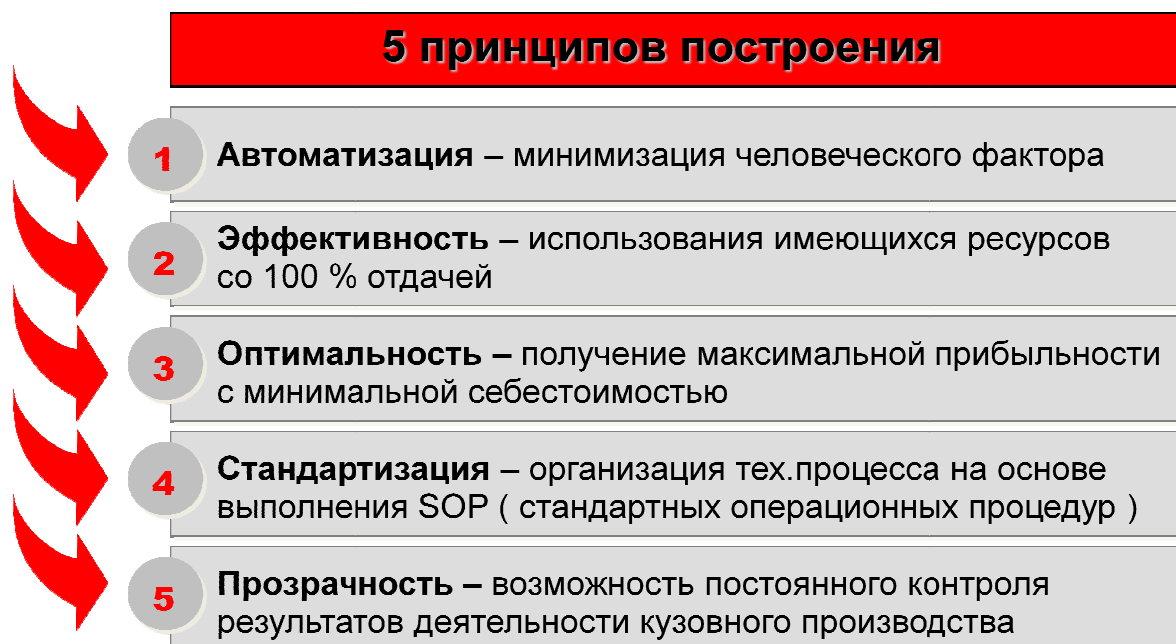 5 принципов построения
1 Автоматизация – минимизация человеческого фактора
2 Эффективность – использования имеющихся ресурсов
со 100 % отдачей
3 Оптимальность – получение максимальной прибыльности
с минимальной себестоимостью
4 Стандартизация – организация тех.процесса на основе
выполнения SOP ( стандартных операционных процедур )
5 Прозрачность – возможность постоянного контроля
результатов деятельности кузовного производства